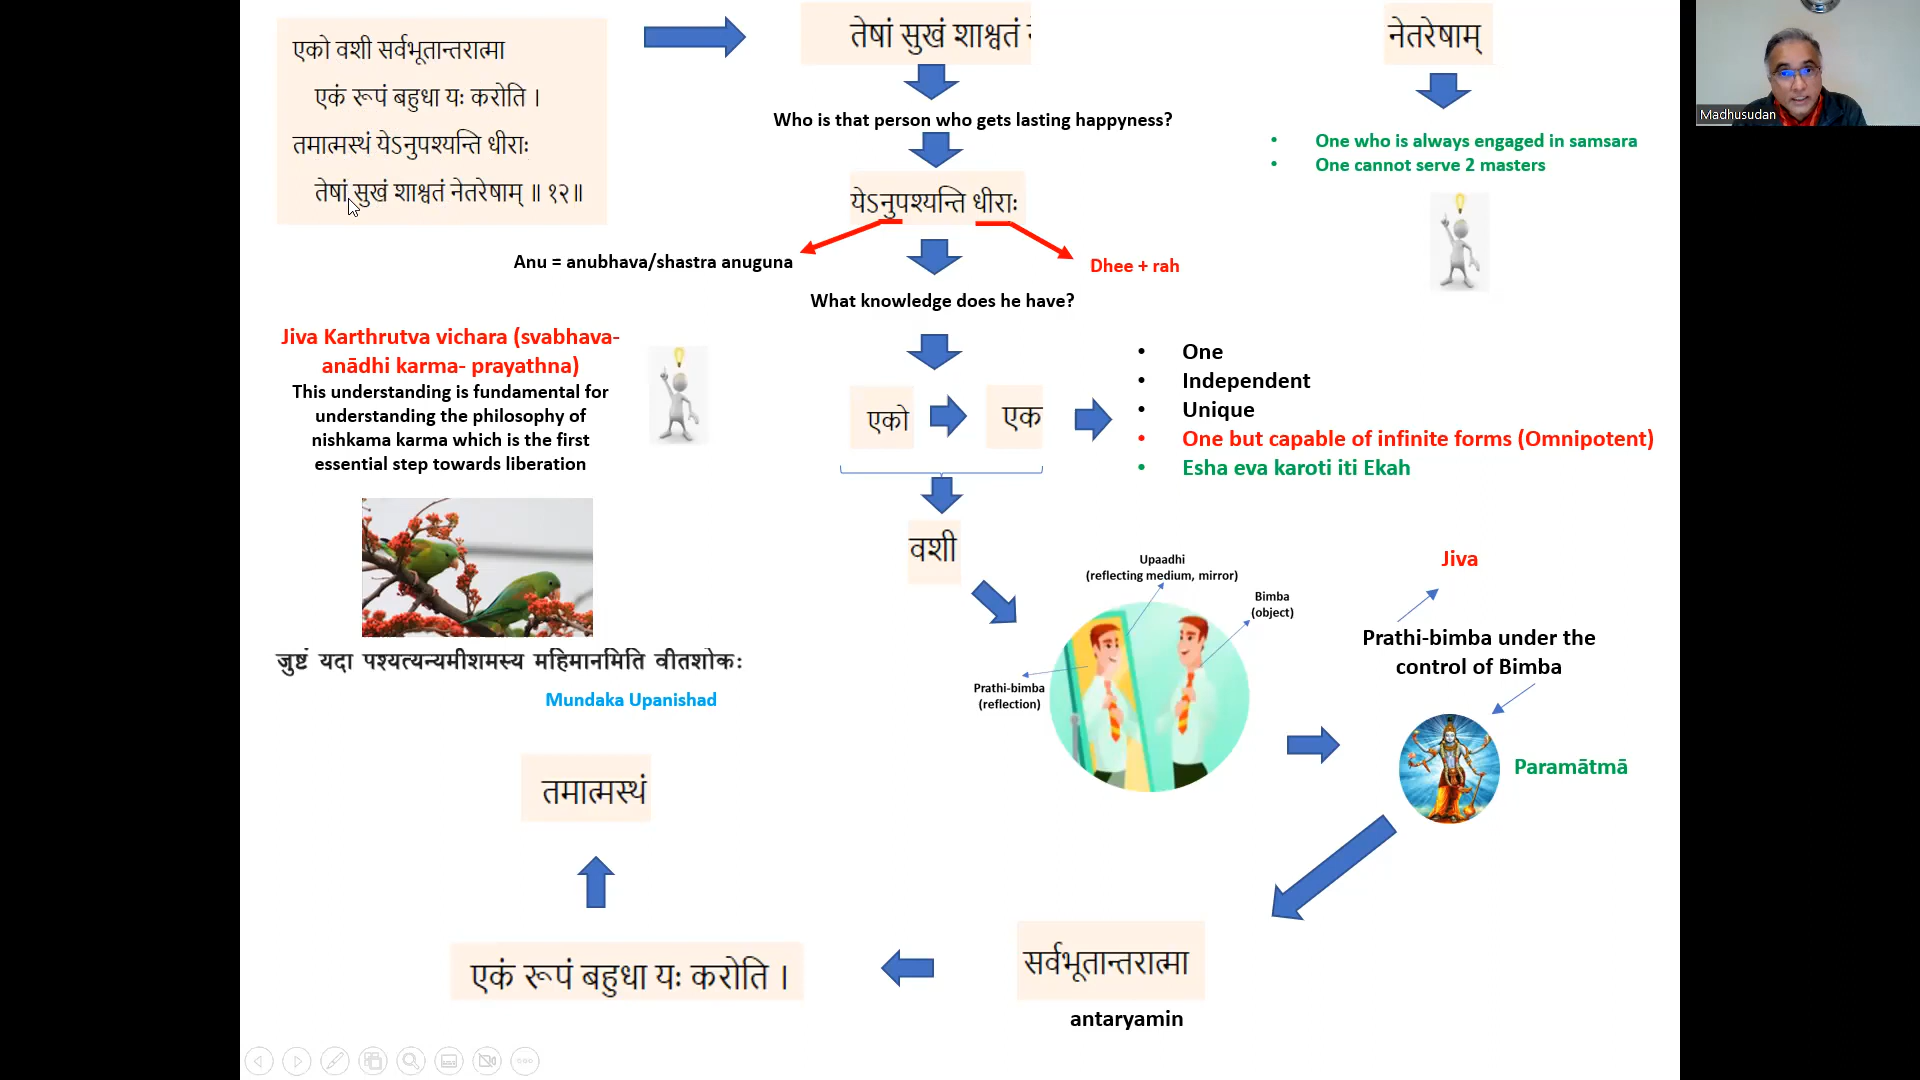 एको वशी सर्वभूतान्तरात्मा
एकं रूपं बहुधा यः करोति ।
तमात्मस्थं येऽनुपश्यन्ति धीराः
तेषां सुखं शाश्वतं नेतरेषाम् ॥ १२॥
तेषां सुखं शाश्वतं
नेतरेषाम्
Madhusudan
Who is that person who gets lasting happyness?
One who is always engaged in samsara
One cannot serve 2 masters
येऽनुपश्यन्ति धीराः
Anu = anubhava/shastra anuguna
Dhee + rah
What knowledge does he have?
Jiva Karthrutva vichara (svabhava-
anādhi karma- prayathna)
This understanding is fundamental for
understanding the philosophy of
nishkama karma which is the first
essential step towards liberation
एको
एक
One
Independent
Unique
One but capable of infinite forms (Omnipotent)
Esha eva karoti iti Ekah
वशी
Upaadhi
(reflecting medium, mirror)
Bimba
(object)
Prathi-bimba
(reflection)
Jiva
Prathi-bimba under the
control of Bimba
Paramātmā
जुष्टं यदा पश्यत्यन्यमीशमस्य महिमानमिति वीतशोकः
Mundaka Upanishad
तमात्मस्थं
एकं रूपं बहुधा यः करोति ।
सर्वभूतान्तरात्मा
antaryamin